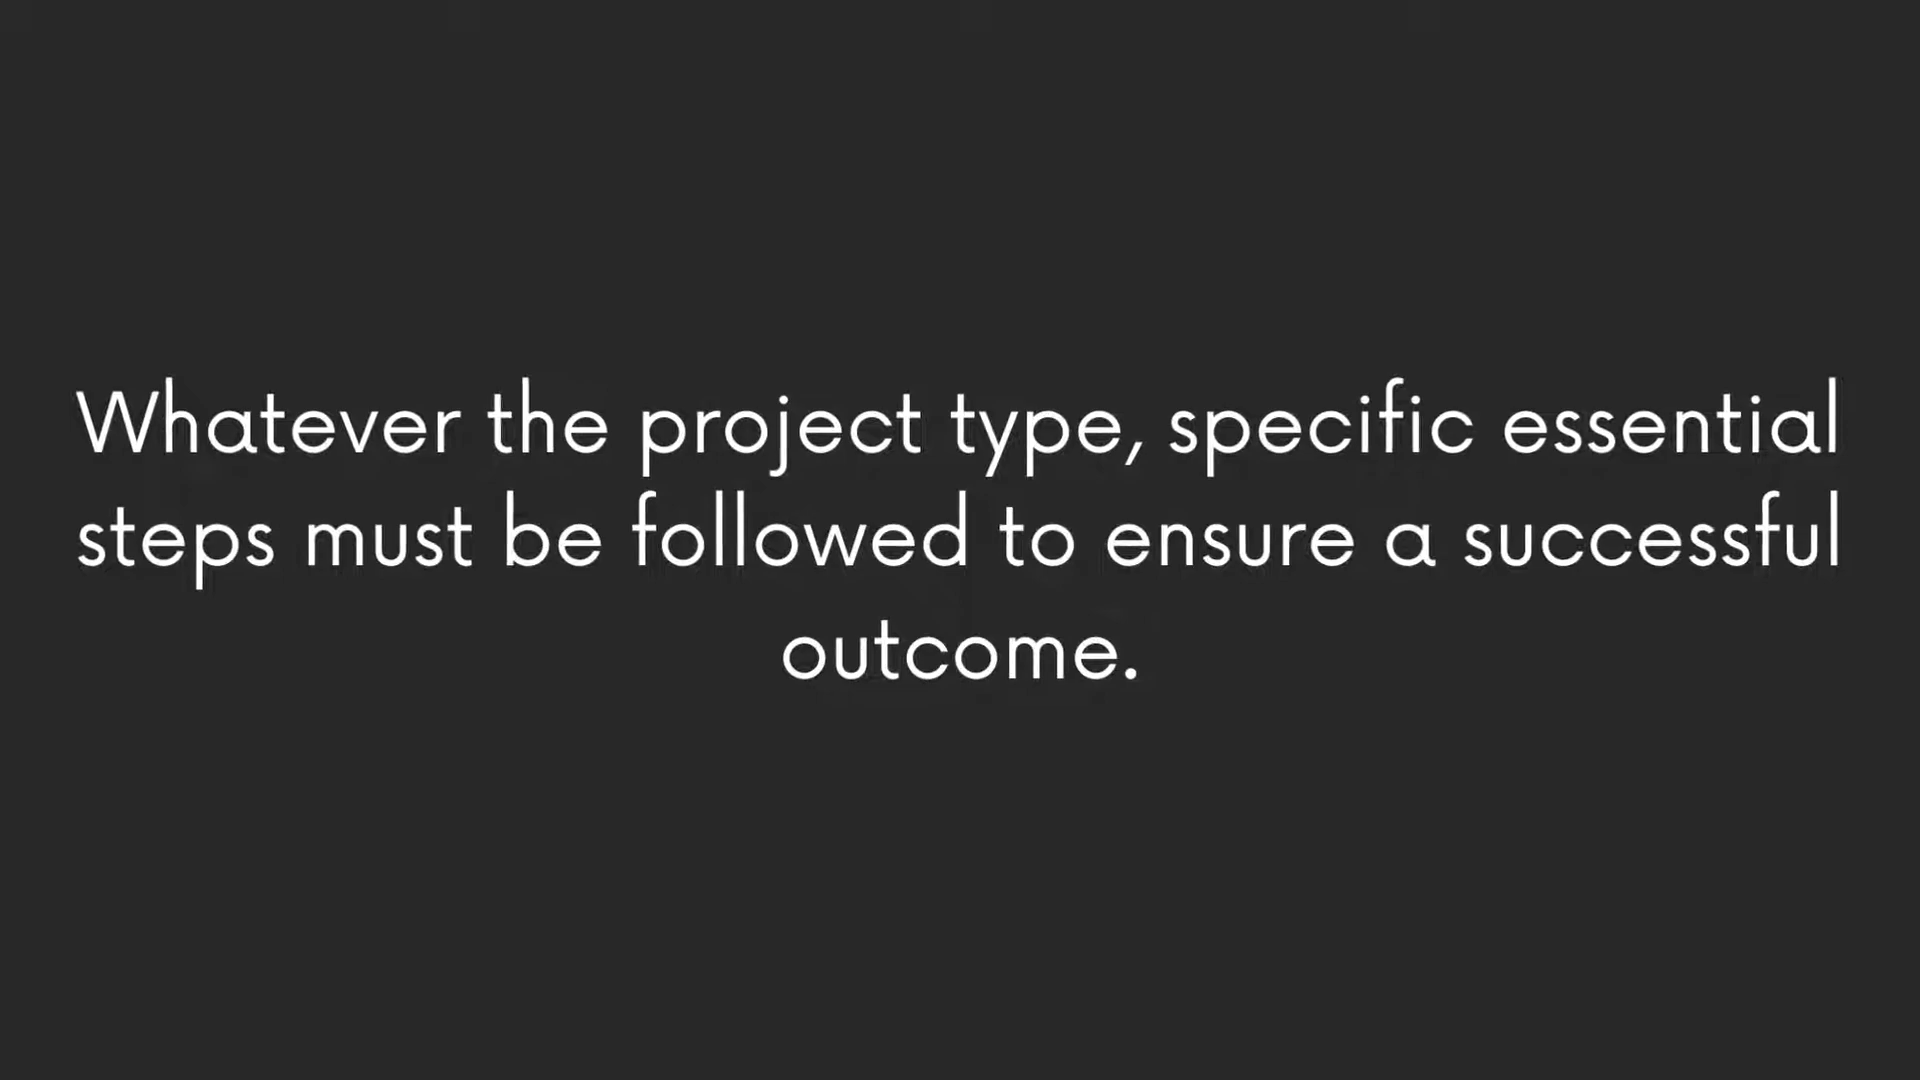 Whatever the project type, specific essential
steps must be followed to ensure a successful
outcome.